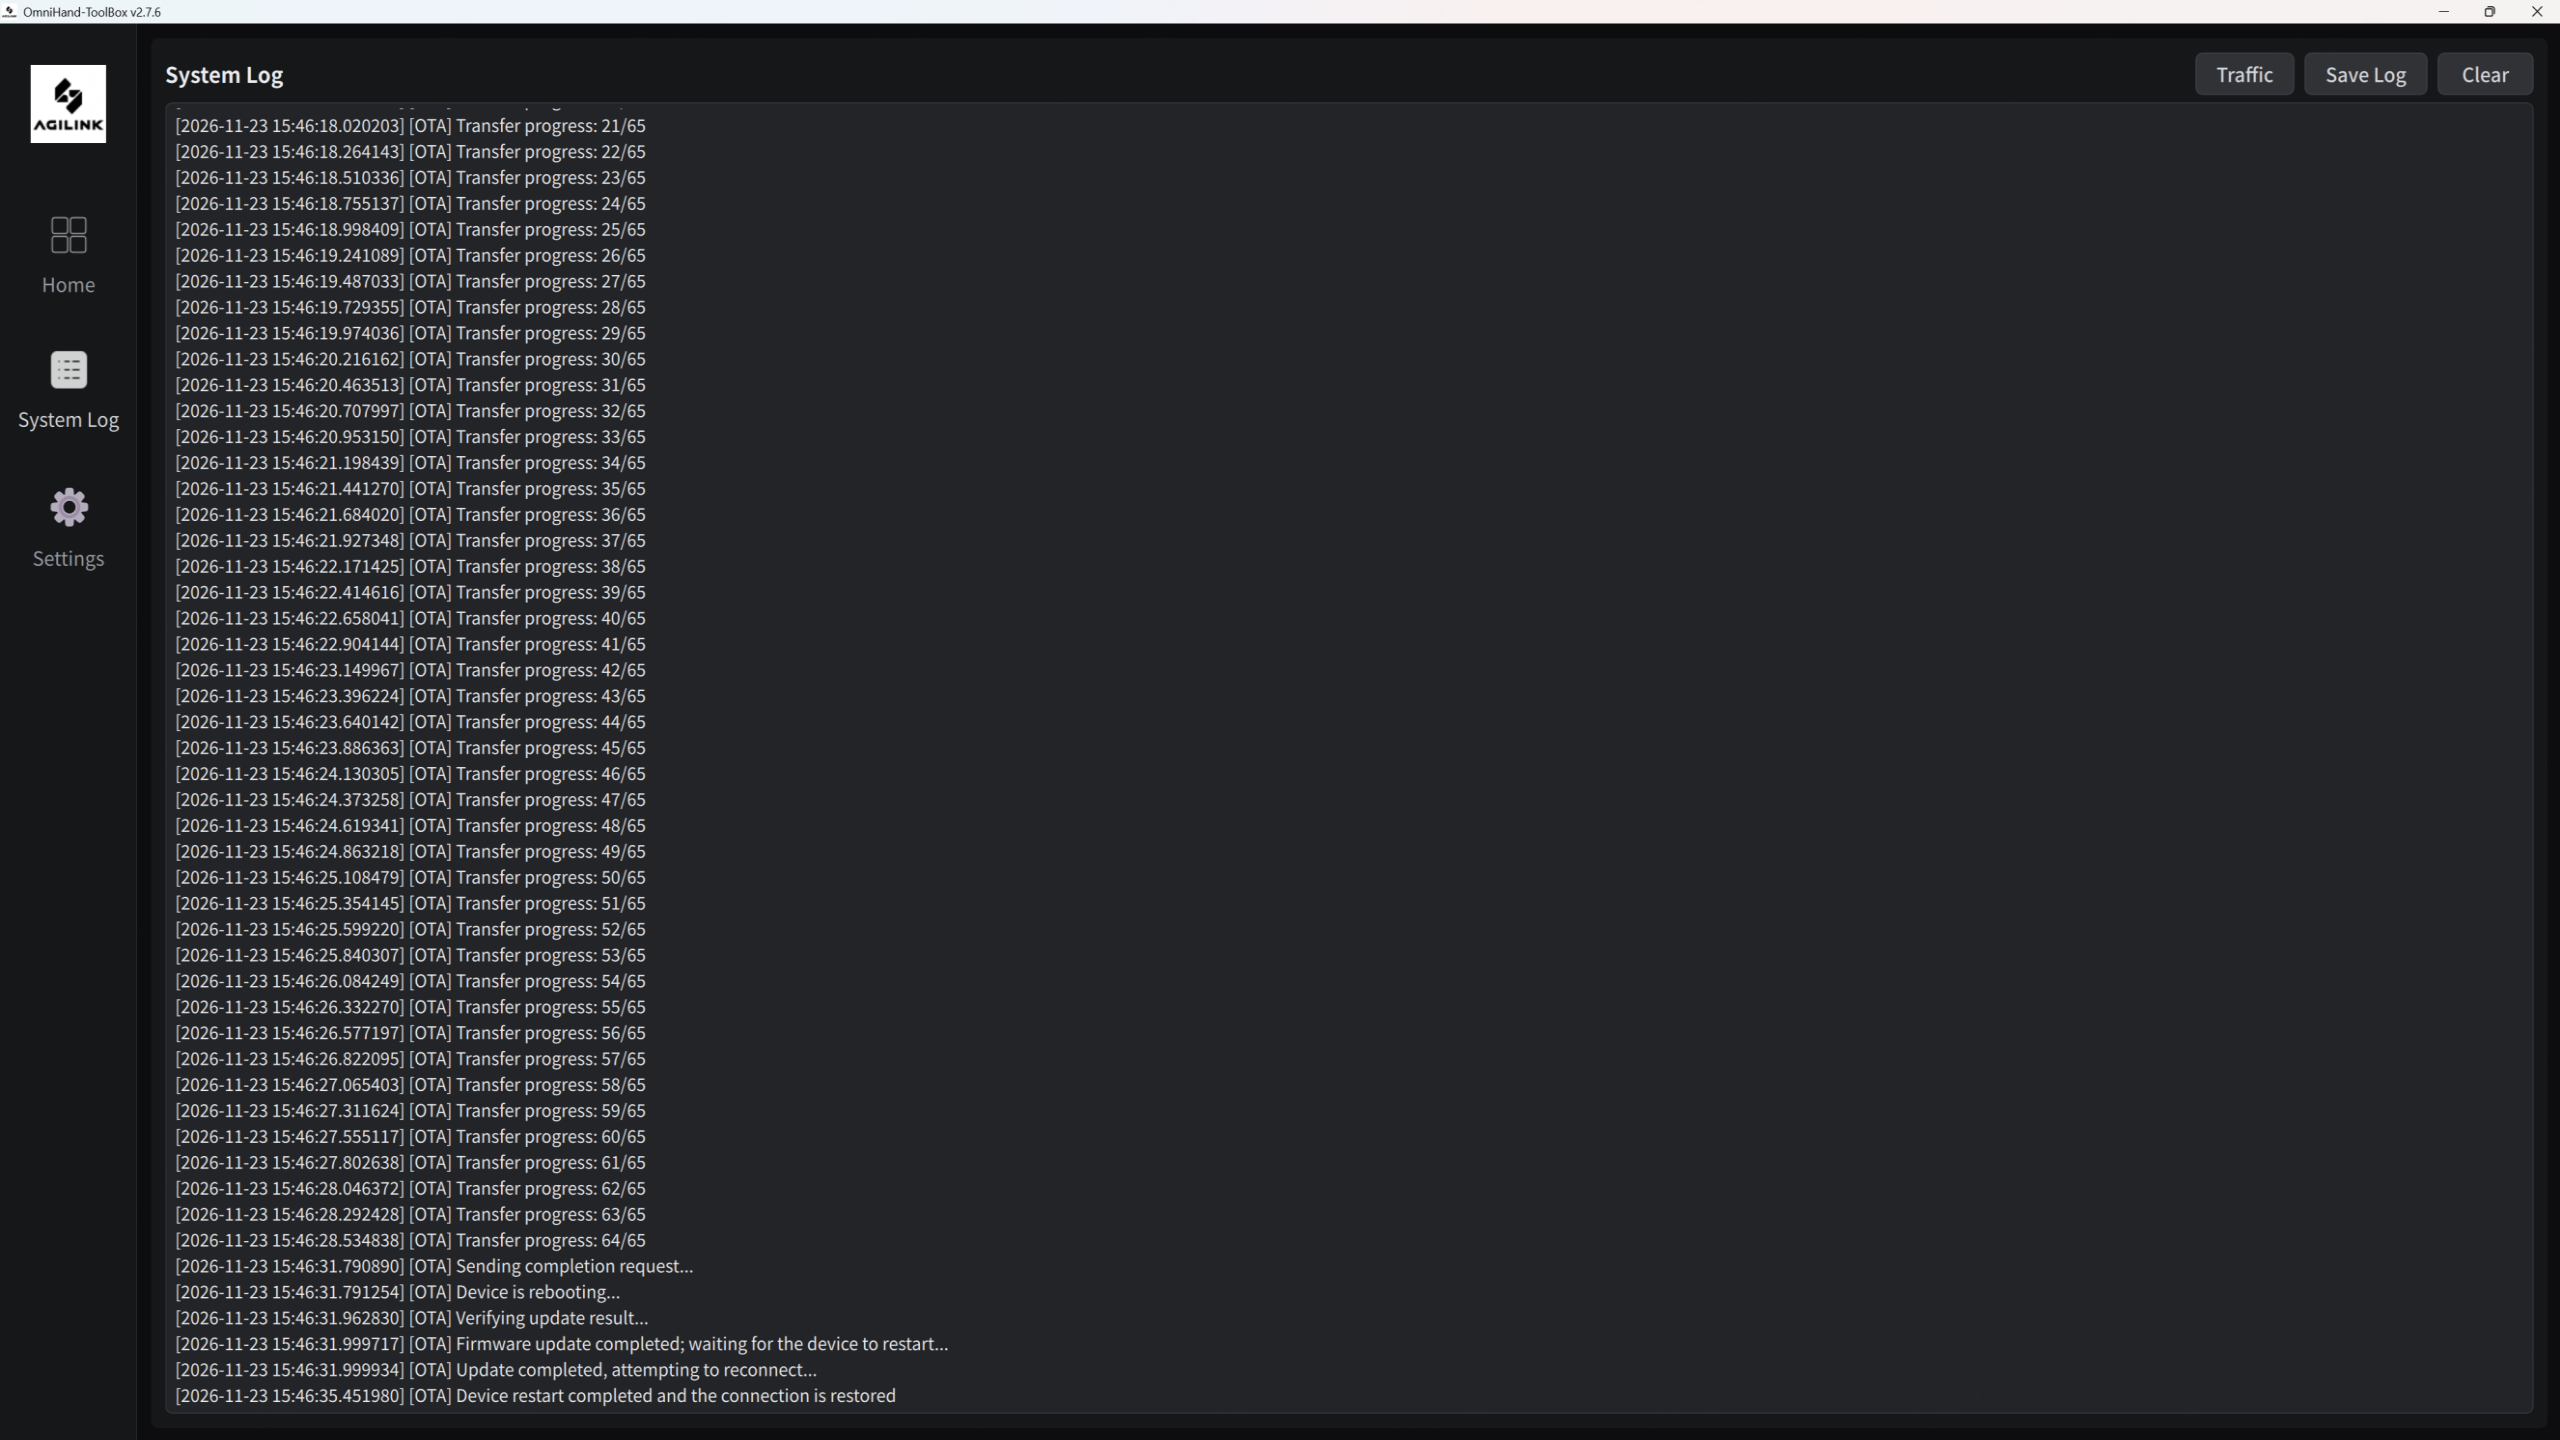 OmniHand-ToolBox v2.7.6
AGILINK
Home
System Log
Settings
System Log
Traffic
Save Log
Clear
[2026-11-23 15:46:18.020203] [OTA] Transfer progress: 21/65
[2026-11-23 15:46:18.264143] [OTA] Transfer progress: 22/65
[2026-11-23 15:46:18.510336] [OTA] Transfer progress: 23/65
[2026-11-23 15:46:18.755137] [OTA] Transfer progress: 24/65
[2026-11-23 15:46:18.998409] [OTA] Transfer progress: 25/65
[2026-11-23 15:46:19.241089] [OTA] Transfer progress: 26/65
[2026-11-23 15:46:19.487033] [OTA] Transfer progress: 27/65
[2026-11-23 15:46:19.729355] [OTA] Transfer progress: 28/65
[2026-11-23 15:46:19.974036] [OTA] Transfer progress: 29/65
[2026-11-23 15:46:20.216162] [OTA] Transfer progress: 30/65
[2026-11-23 15:46:20.463513] [OTA] Transfer progress: 31/65
[2026-11-23 15:46:20.707997] [OTA] Transfer progress: 32/65
[2026-11-23 15:46:20.953150] [OTA] Transfer progress: 33/65
[2026-11-23 15:46:21.198439] [OTA] Transfer progress: 34/65
[2026-11-23 15:46:21.441270] [OTA] Transfer progress: 35/65
[2026-11-23 15:46:21.684020] [OTA] Transfer progress: 36/65
[2026-11-23 15:46:21.927348] [OTA] Transfer progress: 37/65
[2026-11-23 15:46:22.171425] [OTA] Transfer progress: 38/65
[2026-11-23 15:46:22.414616] [OTA] Transfer progress: 39/65
[2026-11-23 15:46:22.658041] [OTA] Transfer progress: 40/65
[2026-11-23 15:46:22.904144] [OTA] Transfer progress: 41/65
[2026-11-23 15:46:23.149967] [OTA] Transfer progress: 42/65
[2026-11-23 15:46:23.396224] [OTA] Transfer progress: 43/65
[2026-11-23 15:46:23.640142] [OTA] Transfer progress: 44/65
[2026-11-23 15:46:23.886363] [OTA] Transfer progress: 45/65
[2026-11-23 15:46:24.130305] [OTA] Transfer progress: 46/65
[2026-11-23 15:46:24.373258] [OTA] Transfer progress: 47/65
[2026-11-23 15:46:24.619341] [OTA] Transfer progress: 48/65
[2026-11-23 15:46:24.863218] [OTA] Transfer progress: 49/65
[2026-11-23 15:46:25.108479] [OTA] Transfer progress: 50/65
[2026-11-23 15:46:25.354145] [OTA] Transfer progress: 51/65
[2026-11-23 15:46:25.599220] [OTA] Transfer progress: 52/65
[2026-11-23 15:46:25.840307] [OTA] Transfer progress: 53/65
[2026-11-23 15:46:26.084249] [OTA] Transfer progress: 54/65
[2026-11-23 15:46:26.332270] [OTA] Transfer progress: 55/65
[2026-11-23 15:46:26.577197] [OTA] Transfer progress: 56/65
[2026-11-23 15:46:26.822095] [OTA] Transfer progress: 57/65
[2026-11-23 15:46:27.065403] [OTA] Transfer progress: 58/65
[2026-11-23 15:46:27.311624] [OTA] Transfer progress: 59/65
[2026-11-23 15:46:27.555117] [OTA] Transfer progress: 60/65
[2026-11-23 15:46:27.802638] [OTA] Transfer progress: 61/65
[2026-11-23 15:46:28.046372] [OTA] Transfer progress: 62/65
[2026-11-23 15:46:28.292428] [OTA] Transfer progress: 63/65
[2026-11-23 15:46:28.534838] [OTA] Transfer progress: 64/65
[2026-11-23 15:46:31.790890] [OTA] Sending completion request...
[2026-11-23 15:46:31.791254] [OTA] Device is rebooting...
[2026-11-23 15:46:31.962830] [OTA] Verifying update result...
[2026-11-23 15:46:31.999717] [OTA] Firmware update completed; waiting for the device to restart...
[2026-11-23 15:46:31.999934] [OTA] Update completed, attempting to reconnect...
[2026-11-23 15:46:35.451980] [OTA] Device restart completed and the connection is restored